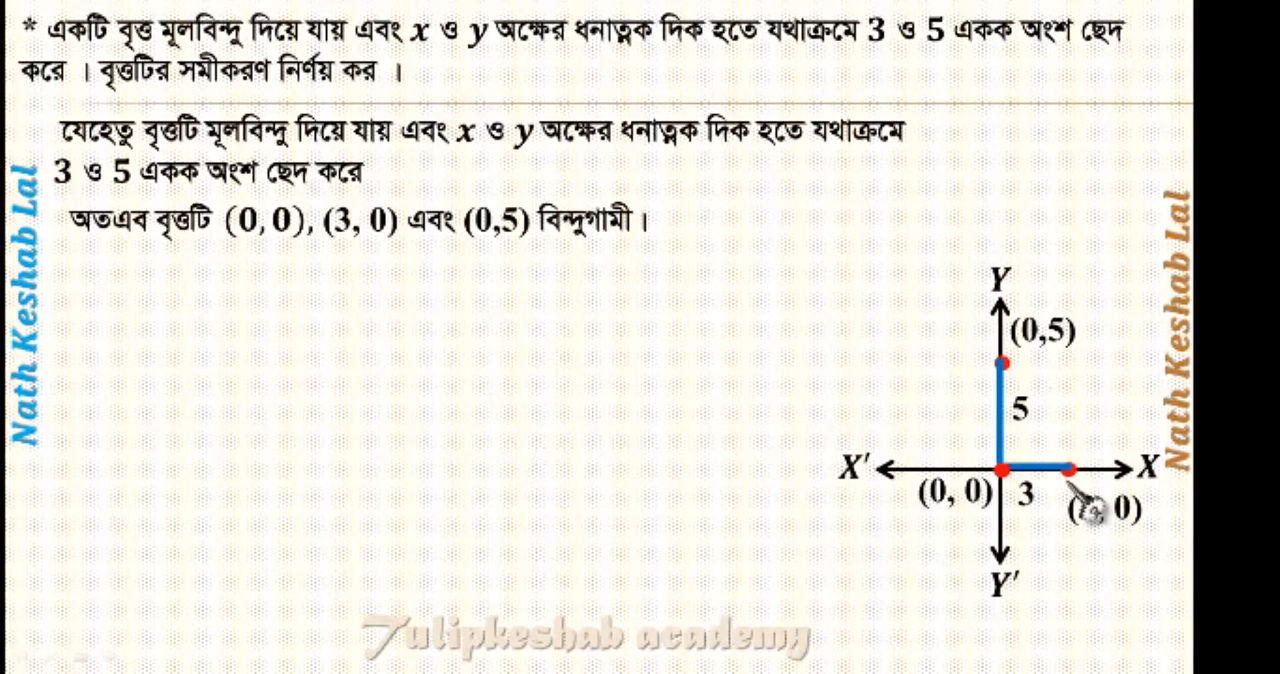 * একটি বৃত্ত মূলবিন্দু দিয়ে যায় এবং x ও y অক্ষের ধনাত্নক দিক হতে যথাক্রমে 3 ও 5 একক অংশ ছেদ
করে । বৃত্তটির সমীকরণ নির্ণয় কর ।
যেহেতু বৃত্তটি মূলবিন্দু দিয়ে যায় এবং x ও y অক্ষের ধনাত্নক দিক হতে যথাক্রমে
3 ও 5 একক অংশ ছেদ করে
অতএব বৃত্তটি (0, 0), (3, 0) এবং (0,5) বিন্দুগামী।
Nath Keshab Lal
Nath Keshab Lal
Y
(0,5)
5
X′
X
(0, 0)
3
( 0)
Y′
Tulipkeshab academy